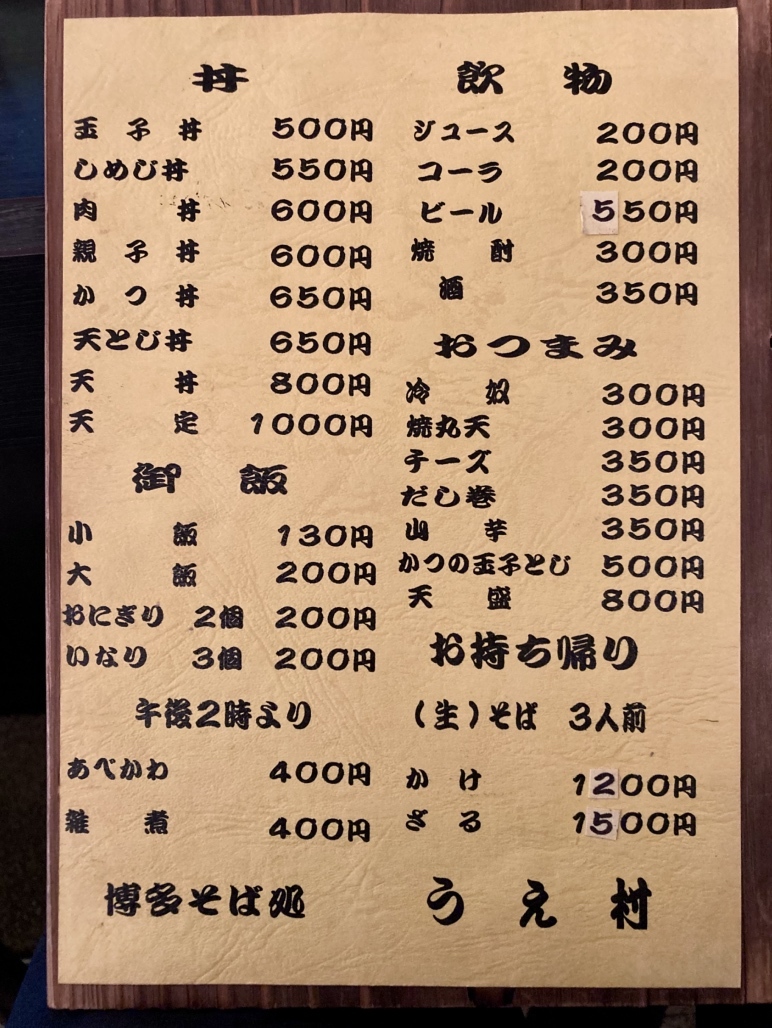 丼
玉子丼 500円
しめじ丼 550円
肉丼 600円
親子丼 600円
かつ丼 650円
天とじ丼 650円
天丼 800円
天定 1000円
御飯
小飯 130円
大飯 200円
おにぎり 2個 200円
いなり 3個 200円
午後2時より
あべかわ 400円
雑煮 400円
飲物
ジュース 200円
コーラ 200円
ビール 550円
焼酎 300円
酒 350円
おつまみ
冷奴 300円
焼丸天 300円
チーズ 350円
だし巻 350円
山芋 350円
かつの玉子とじ 500円
天盛 800円
お持ち帰り
(生)そば 3人前
かけ 1200円
ざる 1500円
博多そば処 うえ村